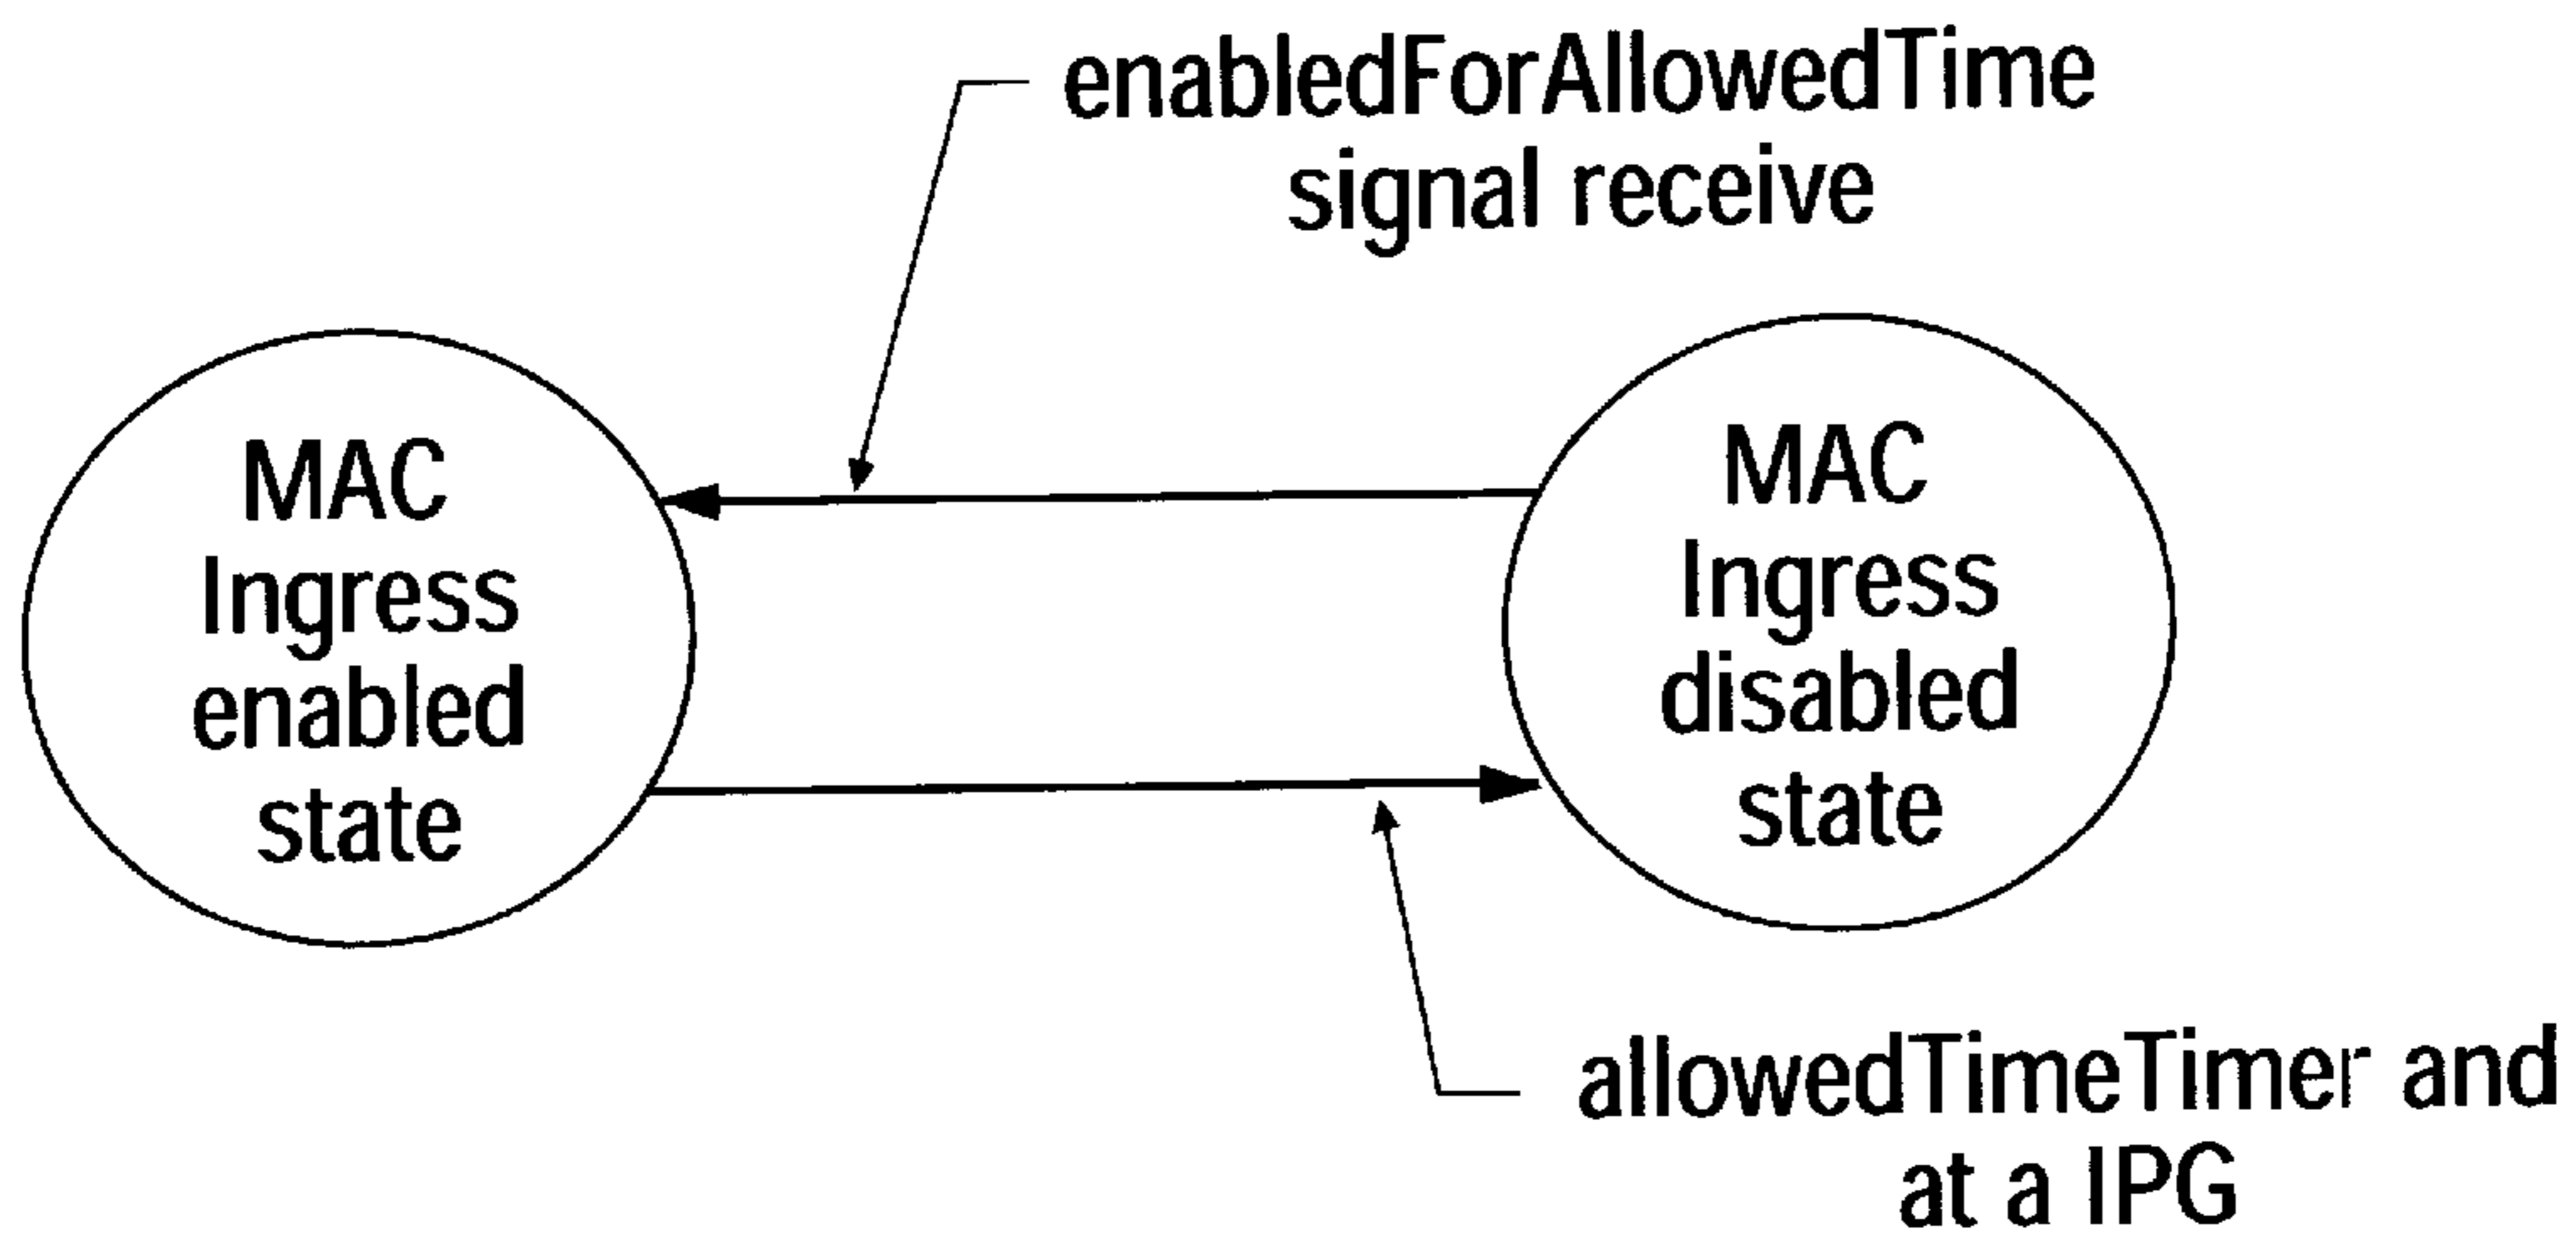 enabledForAllowedTime
signal receive
MAC
Ingress
enabled
state
MAC
Ingress
disabled
state
allowedTimeTimer and
at a IPG